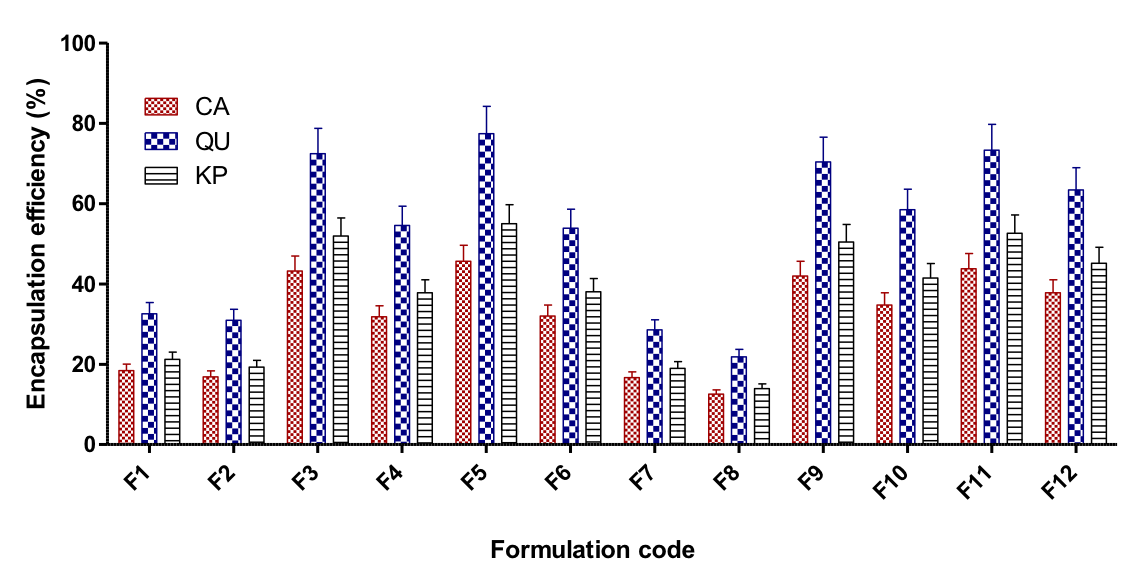 Encapsulation efficiency (%)
100
80
60
40
20
0
CA
QU
KP
F1 F2 F3 F4 F5 F6 F7 F8 F9 F10 F11 F12
Formulation code